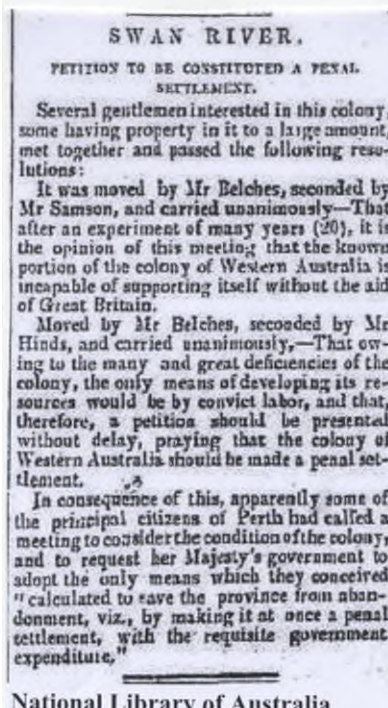 SWAN RIVER.
PETITION TO BE CONSTITUTED A PENAL
SETTLEMENT.
Several gentlemen interested in this colony,
some having property in it to a large amount,
met together and passed the following reso-
lutions:
It was moved by Mr Belches, seconded by
Mr Samson, and carried unanimously—That
after an experiment of many years (20), it is
the opinion of this meeting that the known
portion of the colony of Western Australia is
incapable of supporting itself without the aid
of Great Britain.
Moved by Mr Belches, seconded by Mr
Hinds, and carried unanimously,—That ow-
ing to the many and great deficiencies of the
colony, the only means of developing its re-
sources would be by convict labor, and that,
therefore, a petition should be presented
without delay, praying that the colony of
Western Australia should be made a penal set-
tlement.
In consequence of this, apparently some of
the principal citizens of Perth had called a
meeting to consider the condition of the colony,
and to request her Majesty's government to
adopt the only means which they conceived
"calculated to save the province from aban-
donment, viz., by making it at once a penal
settlement, with the requisite government
expenditure."
National Library of Australia